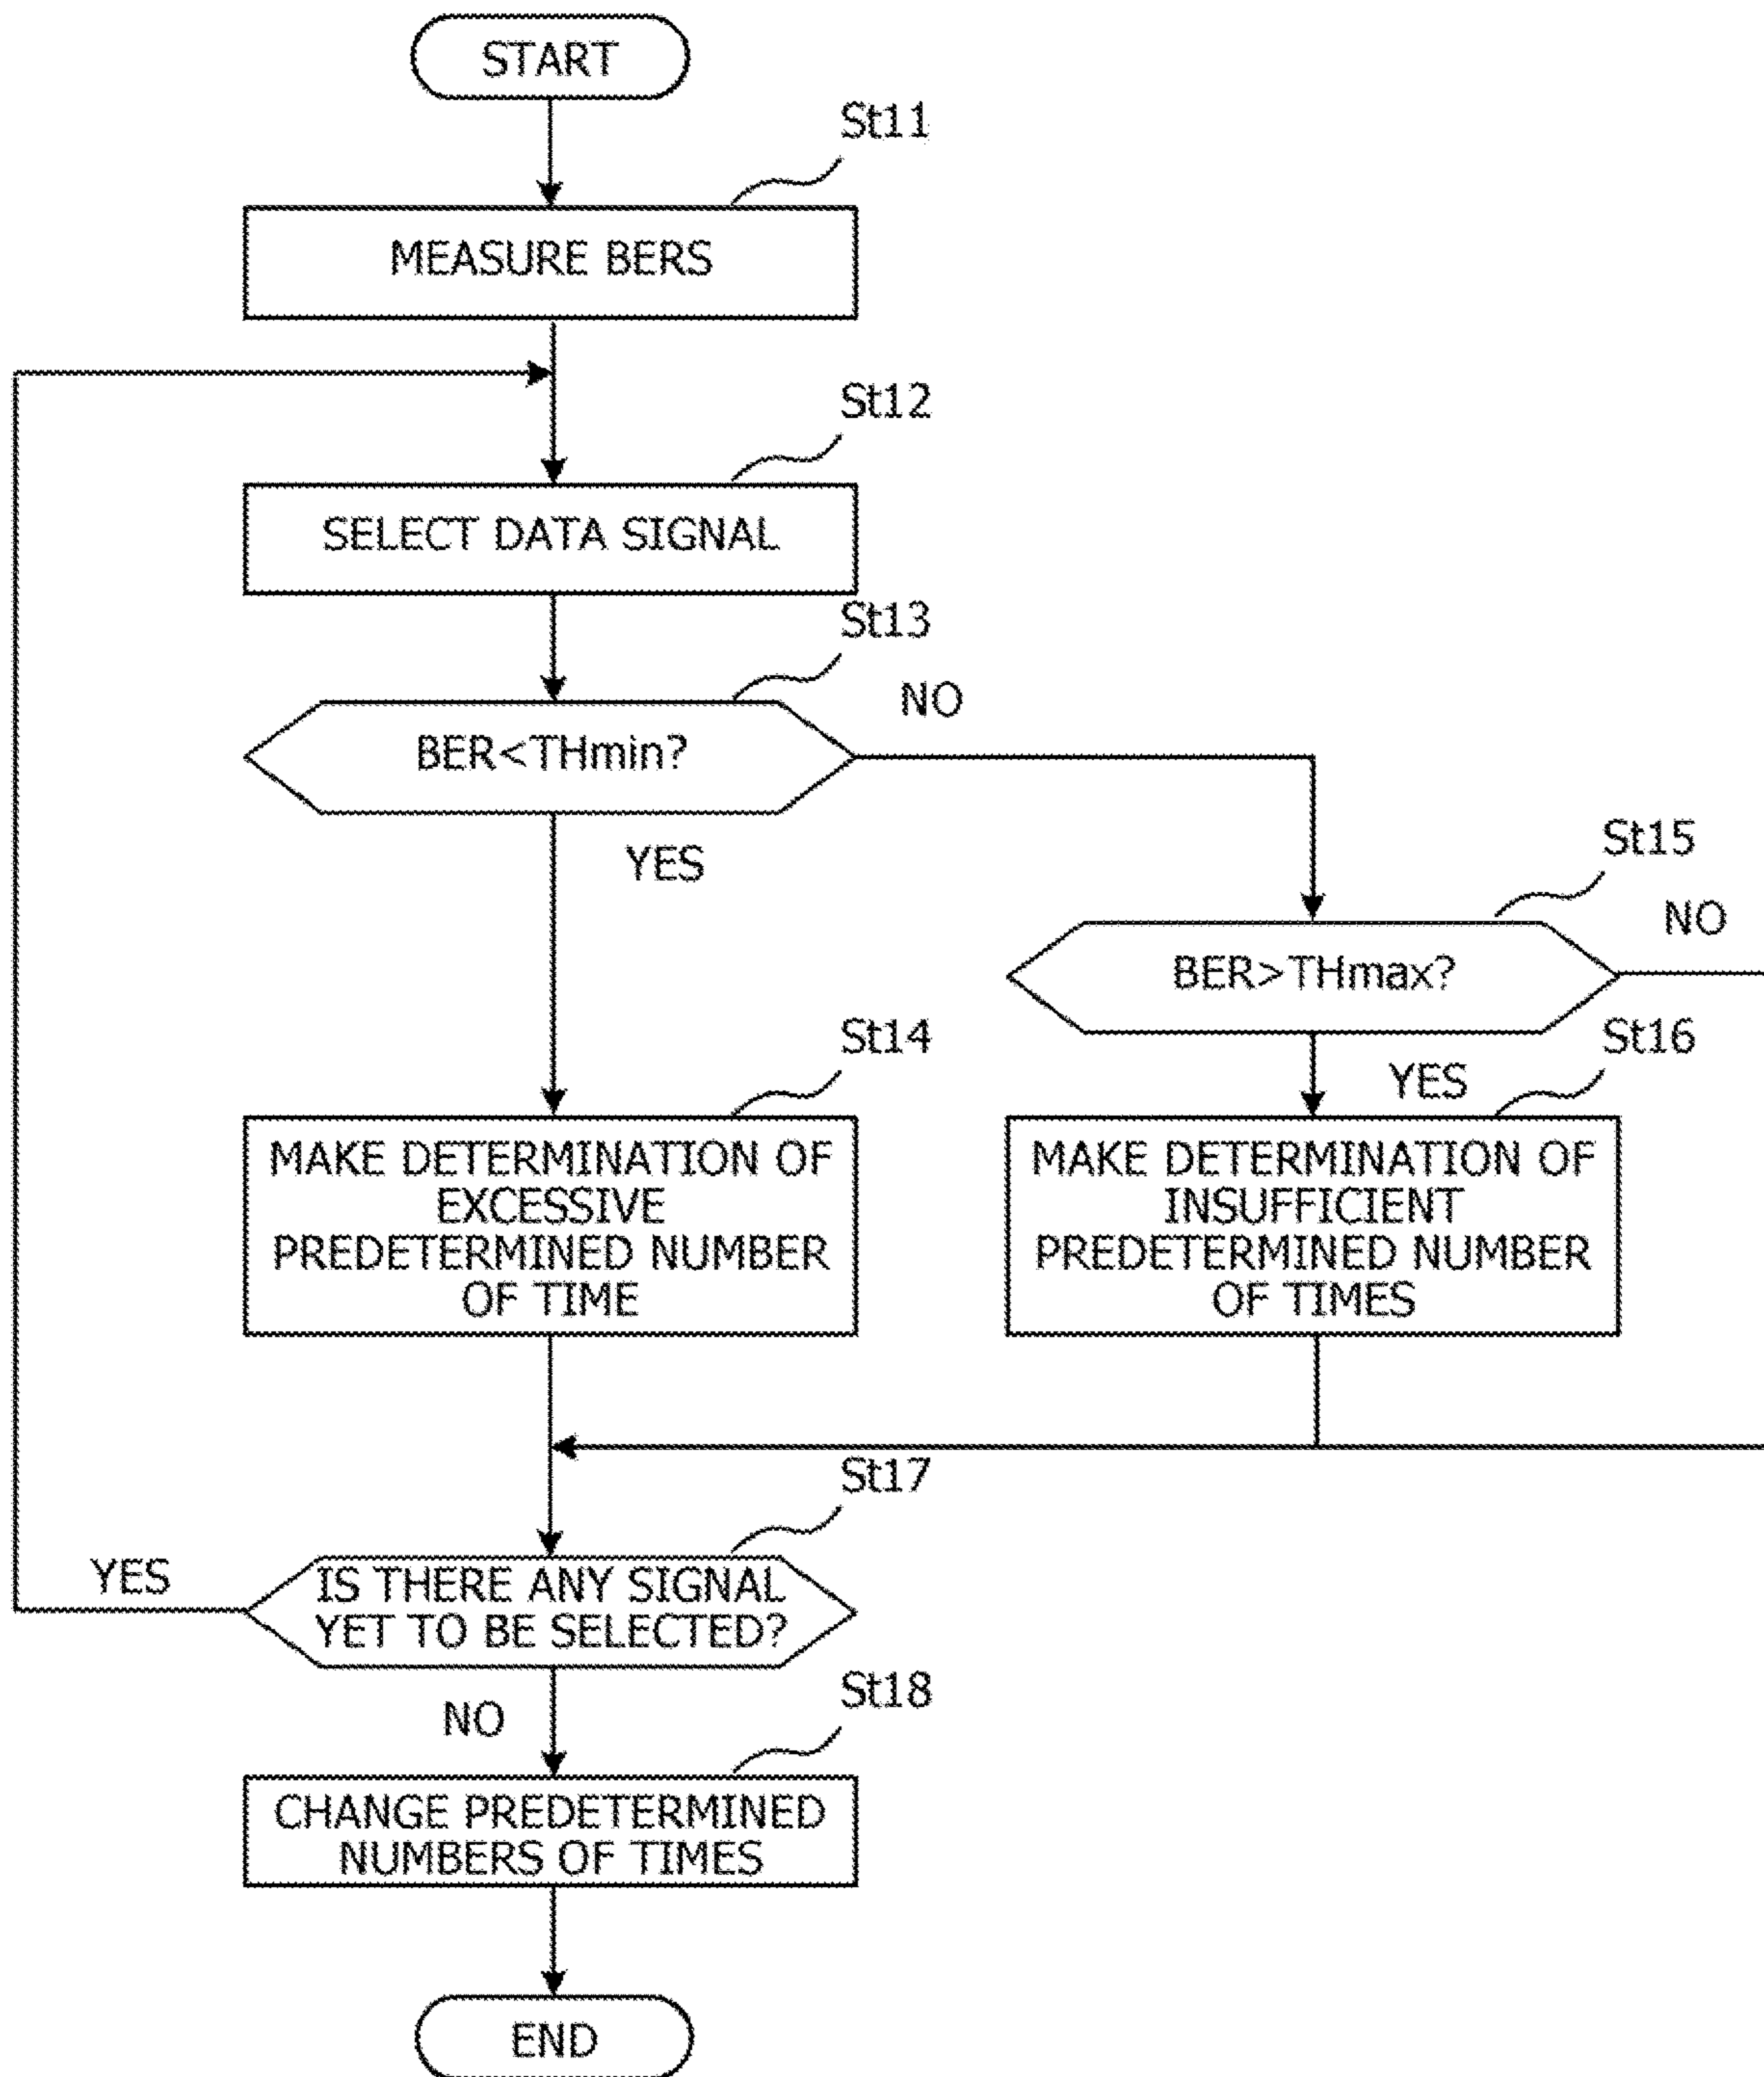 START
St11
MEASURE BERS
St12
SELECT DATA SIGNAL
St13
BER<THmin?
NO
YES
St15
BER>THmax?
NO
YES
St14
MAKE DETERMINATION OF
EXCESSIVE
PREDETERMINED NUMBER
OF TIME
St16
MAKE DETERMINATION OF
INSUFFICIENT
PREDETERMINED NUMBER
OF TIMES
St17
IS THERE ANY SIGNAL
YET TO BE SELECTED?
YES
NO
St18
CHANGE PREDETERMINED
NUMBERS OF TIMES
END